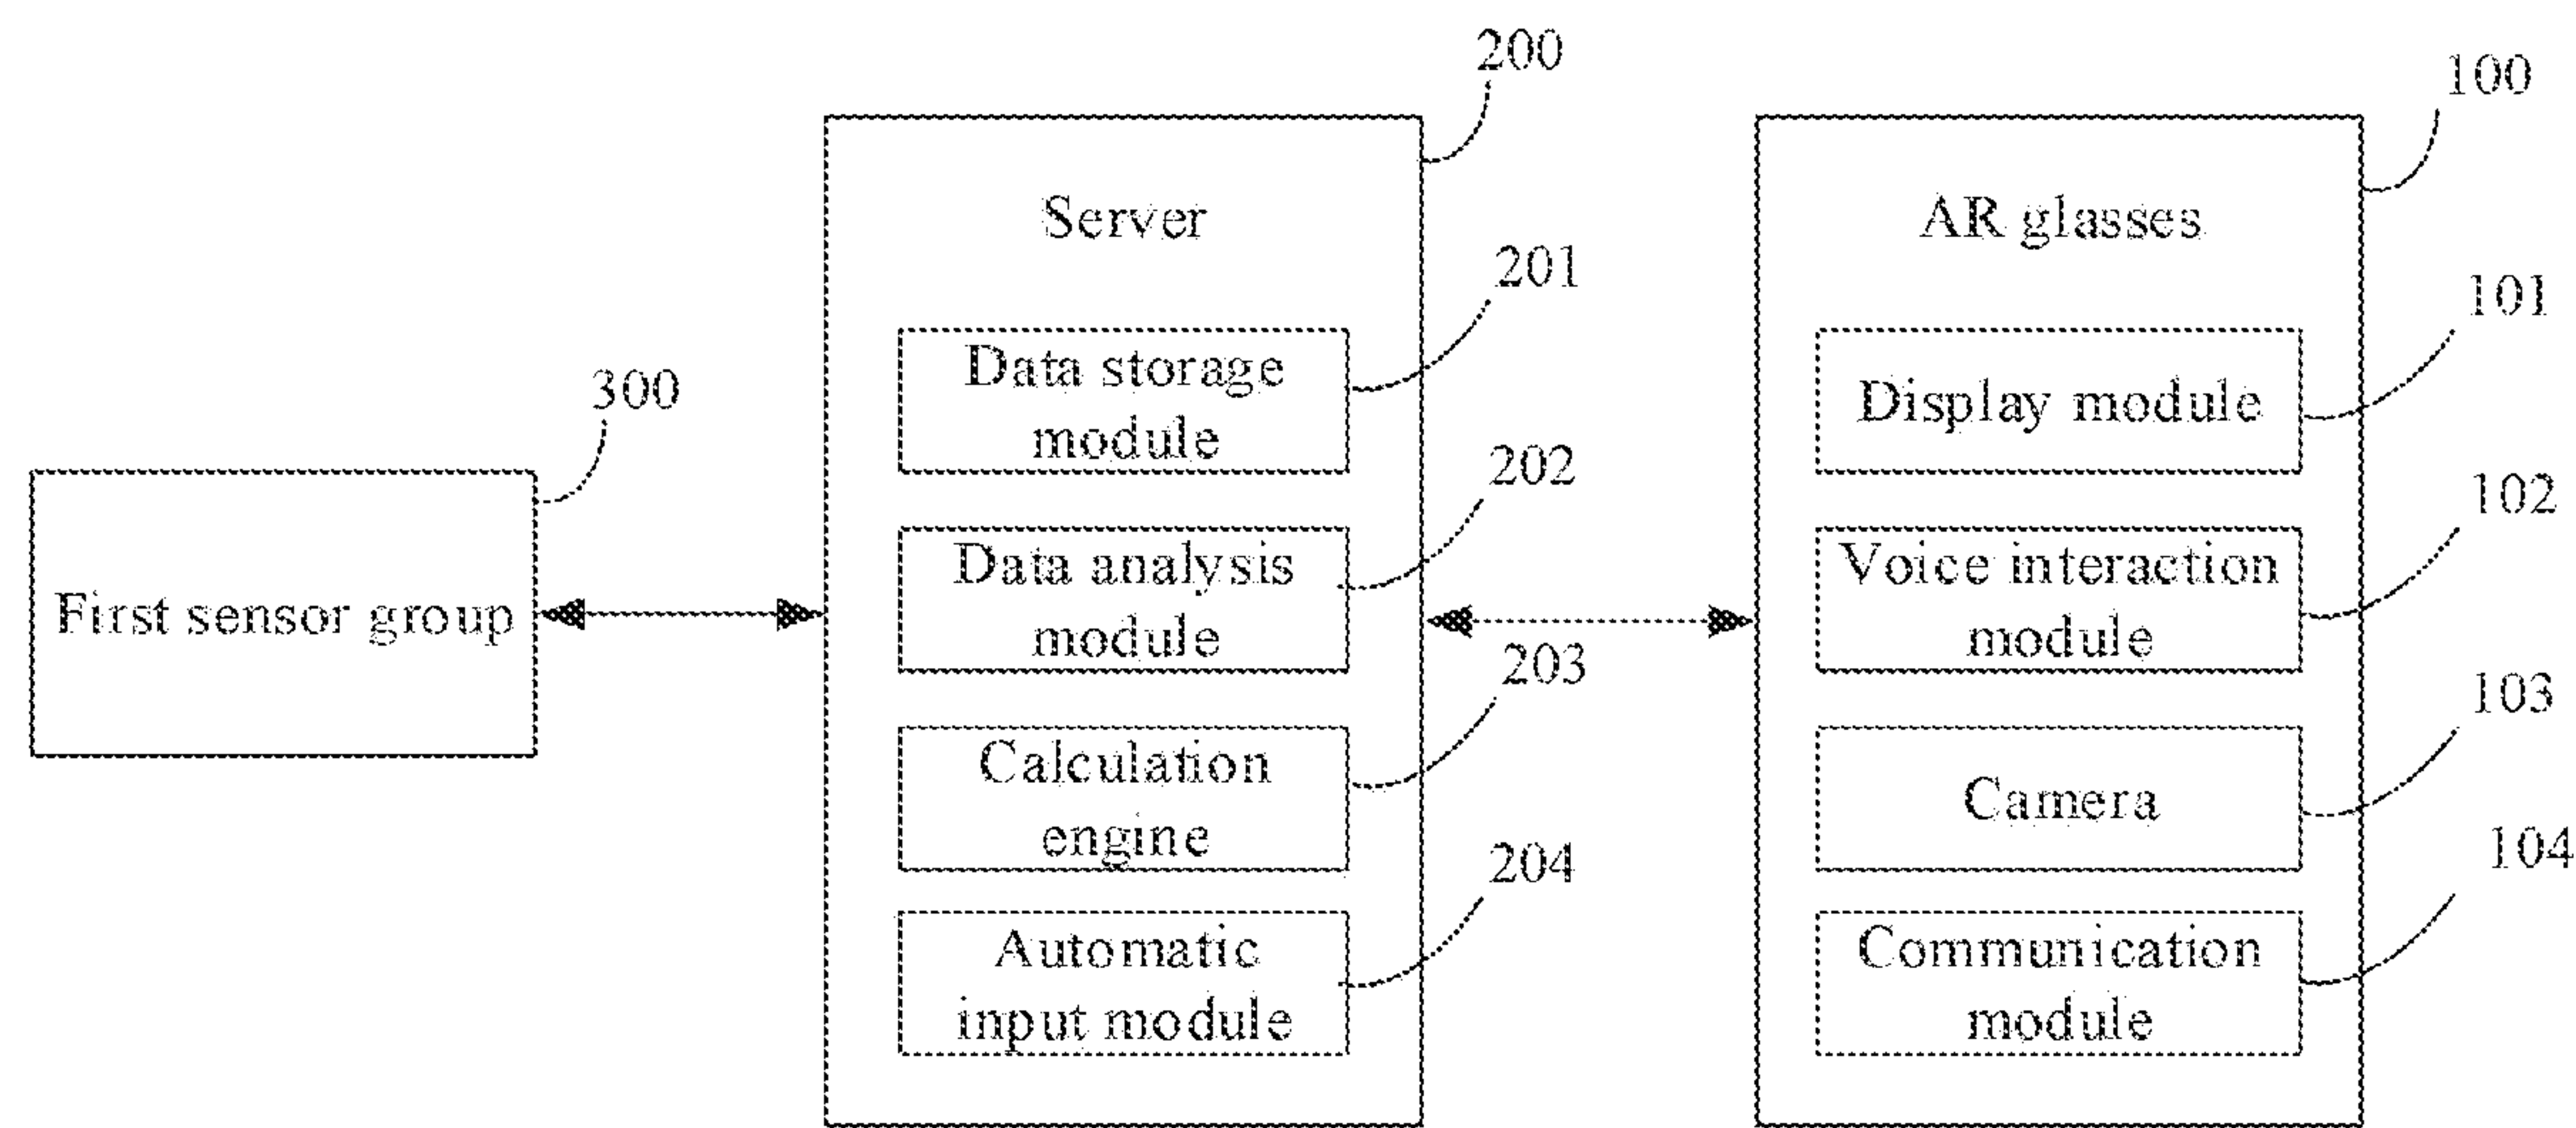 300
First sensor group
200
Server
201
Data storage
module
202
Data analysis
module
203
Calculation
engine
204
Automatic
input module
100
AR glasses
101
Display module
102
Voice interaction
module
103
Camera
104
Communication
module